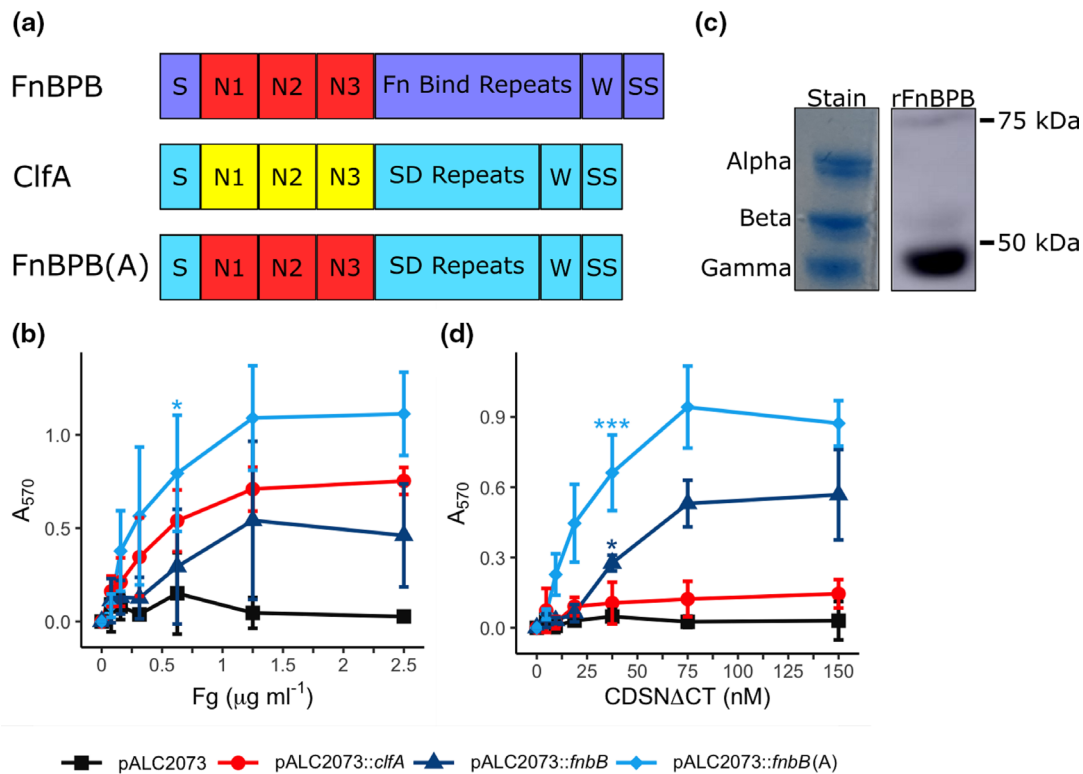 (a)
FnBPB
S N1 N2 N3 Fn Bind Repeats W SS
ClfA
S N1 N2 N3 SD Repeats W SS
FnBPB(A)
S N1 N2 N3 SD Repeats W SS
(c)
Stain rFnBPB
75 kDa
Alpha
Beta
50 kDa
Gamma
(b)
A570
1.0
0.5
0.0
*
0 0.5 1 1.5 2 2.5
Fg (μg ml-1)
(d)
A570
0.9
0.6
0.3
0.0
***
*
0 25 50 75 100 125 150
CDSNΔCT (nM)
pALC2073 pALC2073::clfA pALC2073::fnbB pALC2073::fnbB(A)